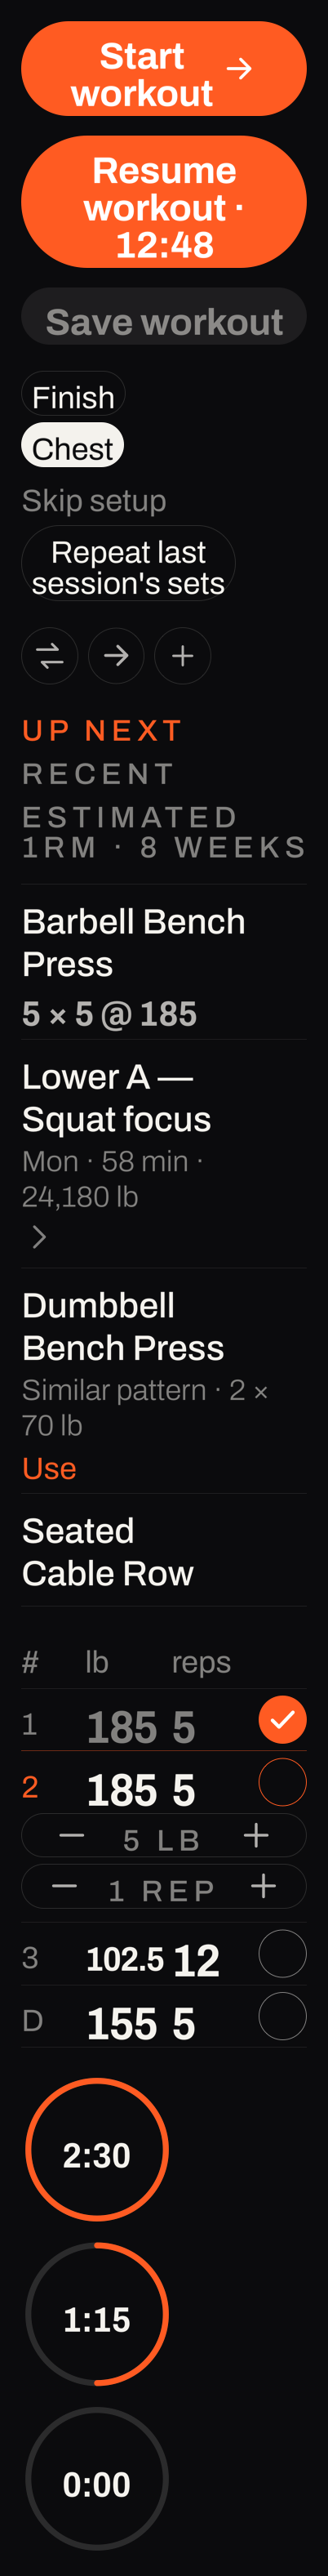 Start
workout
Resume
workout ·
12:48
Save workout
Finish
Chest
Skip setup
Repeat last
session's sets
UP NEXT
RECENT
ESTIMATED
1RM · 8 WEEKS
Barbell Bench
Press
5 × 5 @ 185
Lower A —
Squat focus
Mon · 58 min ·
24,180 lb
Dumbbell
Bench Press
Similar pattern · 2 ×
70 lb
Use
Seated
Cable Row
# lb reps
1 185 5
2 185 5
− 5 LB +
− 1 REP +
3 102.5 12
D 155 5
2:30
1:15
0:00